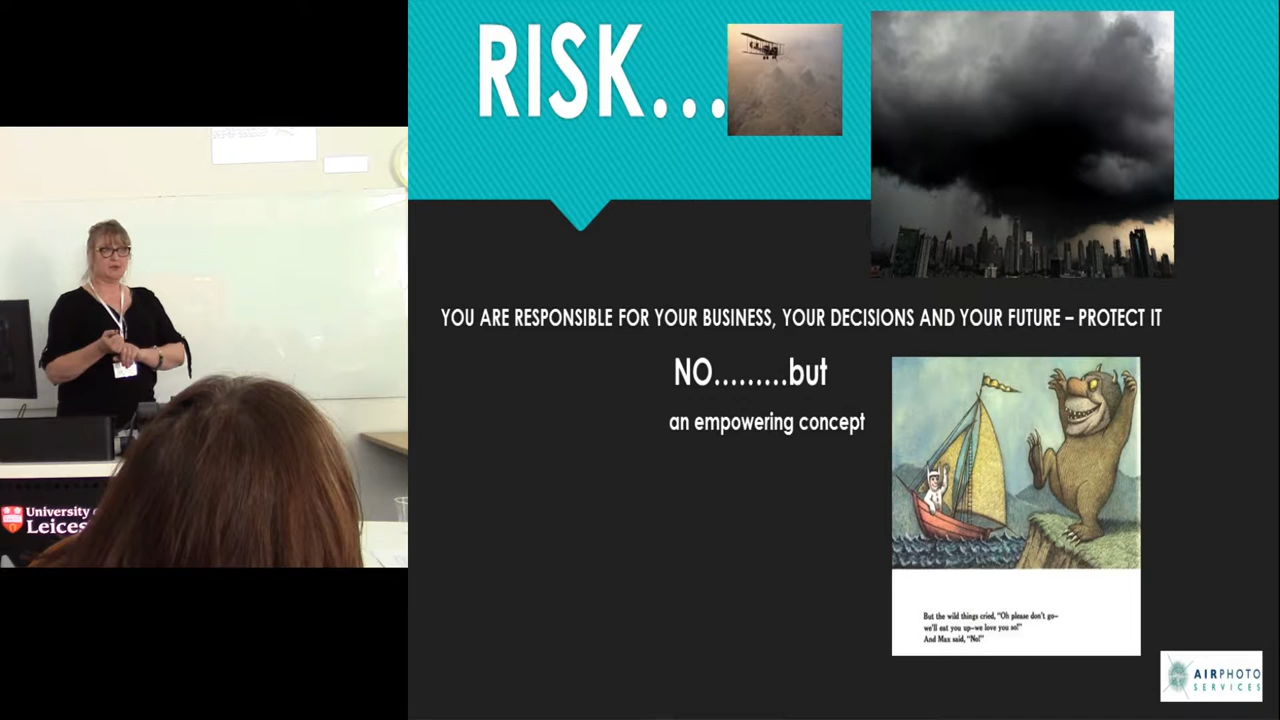 RISK...
YOU ARE RESPONSIBLE FOR YOUR BUSINESS, YOUR DECISIONS AND YOUR FUTURE – PROTECT IT
NO.........but
an empowering concept
But the wild things cried, "Oh please don't go–
we'll eat you up–we love you so!"
And Max said, "No!"
AIRPHOTO
SERVICES
University
Leices